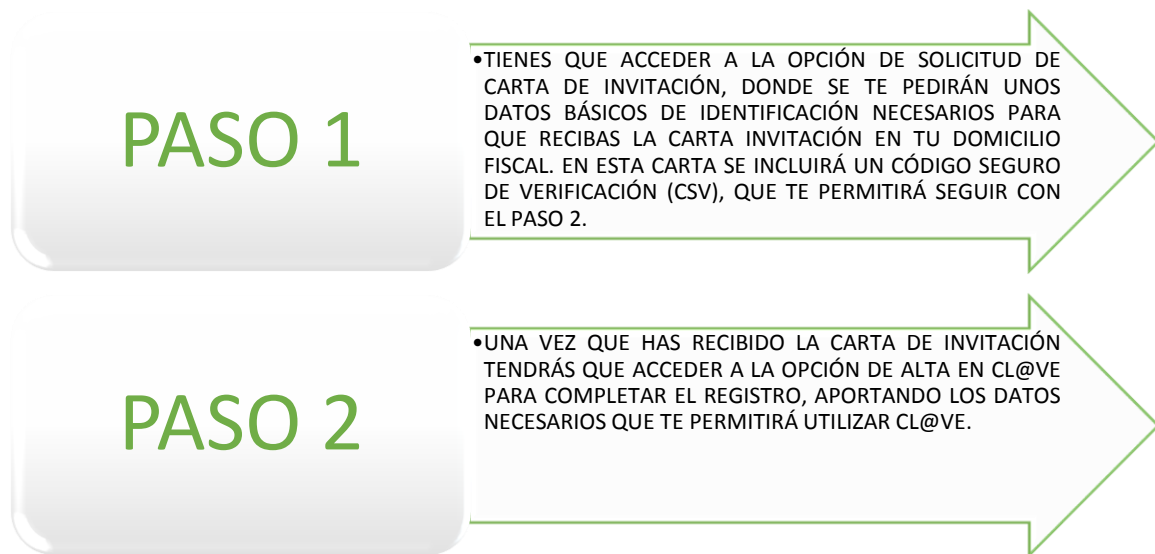 PASO 1
•TIENES QUE ACCEDER A LA OPCIÓN DE SOLICITUD DE
CARTA DE INVITACIÓN, DONDE SE TE PEDIRÁN UNOS
DATOS BÁSICOS DE IDENTIFICACIÓN NECESARIOS PARA
QUE RECIBAS LA CARTA INVITACIÓN EN TU DOMICILIO
FISCAL. EN ESTA CARTA SE INCLUIRÁ UN CÓDIGO SEGURO
DE VERIFICACIÓN (CSV), QUE TE PERMITIRÁ SEGUIR CON
EL PASO 2.
PASO 2
•UNA VEZ QUE HAS RECIBIDO LA CARTA DE INVITACIÓN
TENDRÁS QUE ACCEDER A LA OPCIÓN DE ALTA EN CL@VE
PARA COMPLETAR EL REGISTRO, APORTANDO LOS DATOS
NECESARIOS QUE TE PERMITIRÁ UTILIZAR CL@VE.